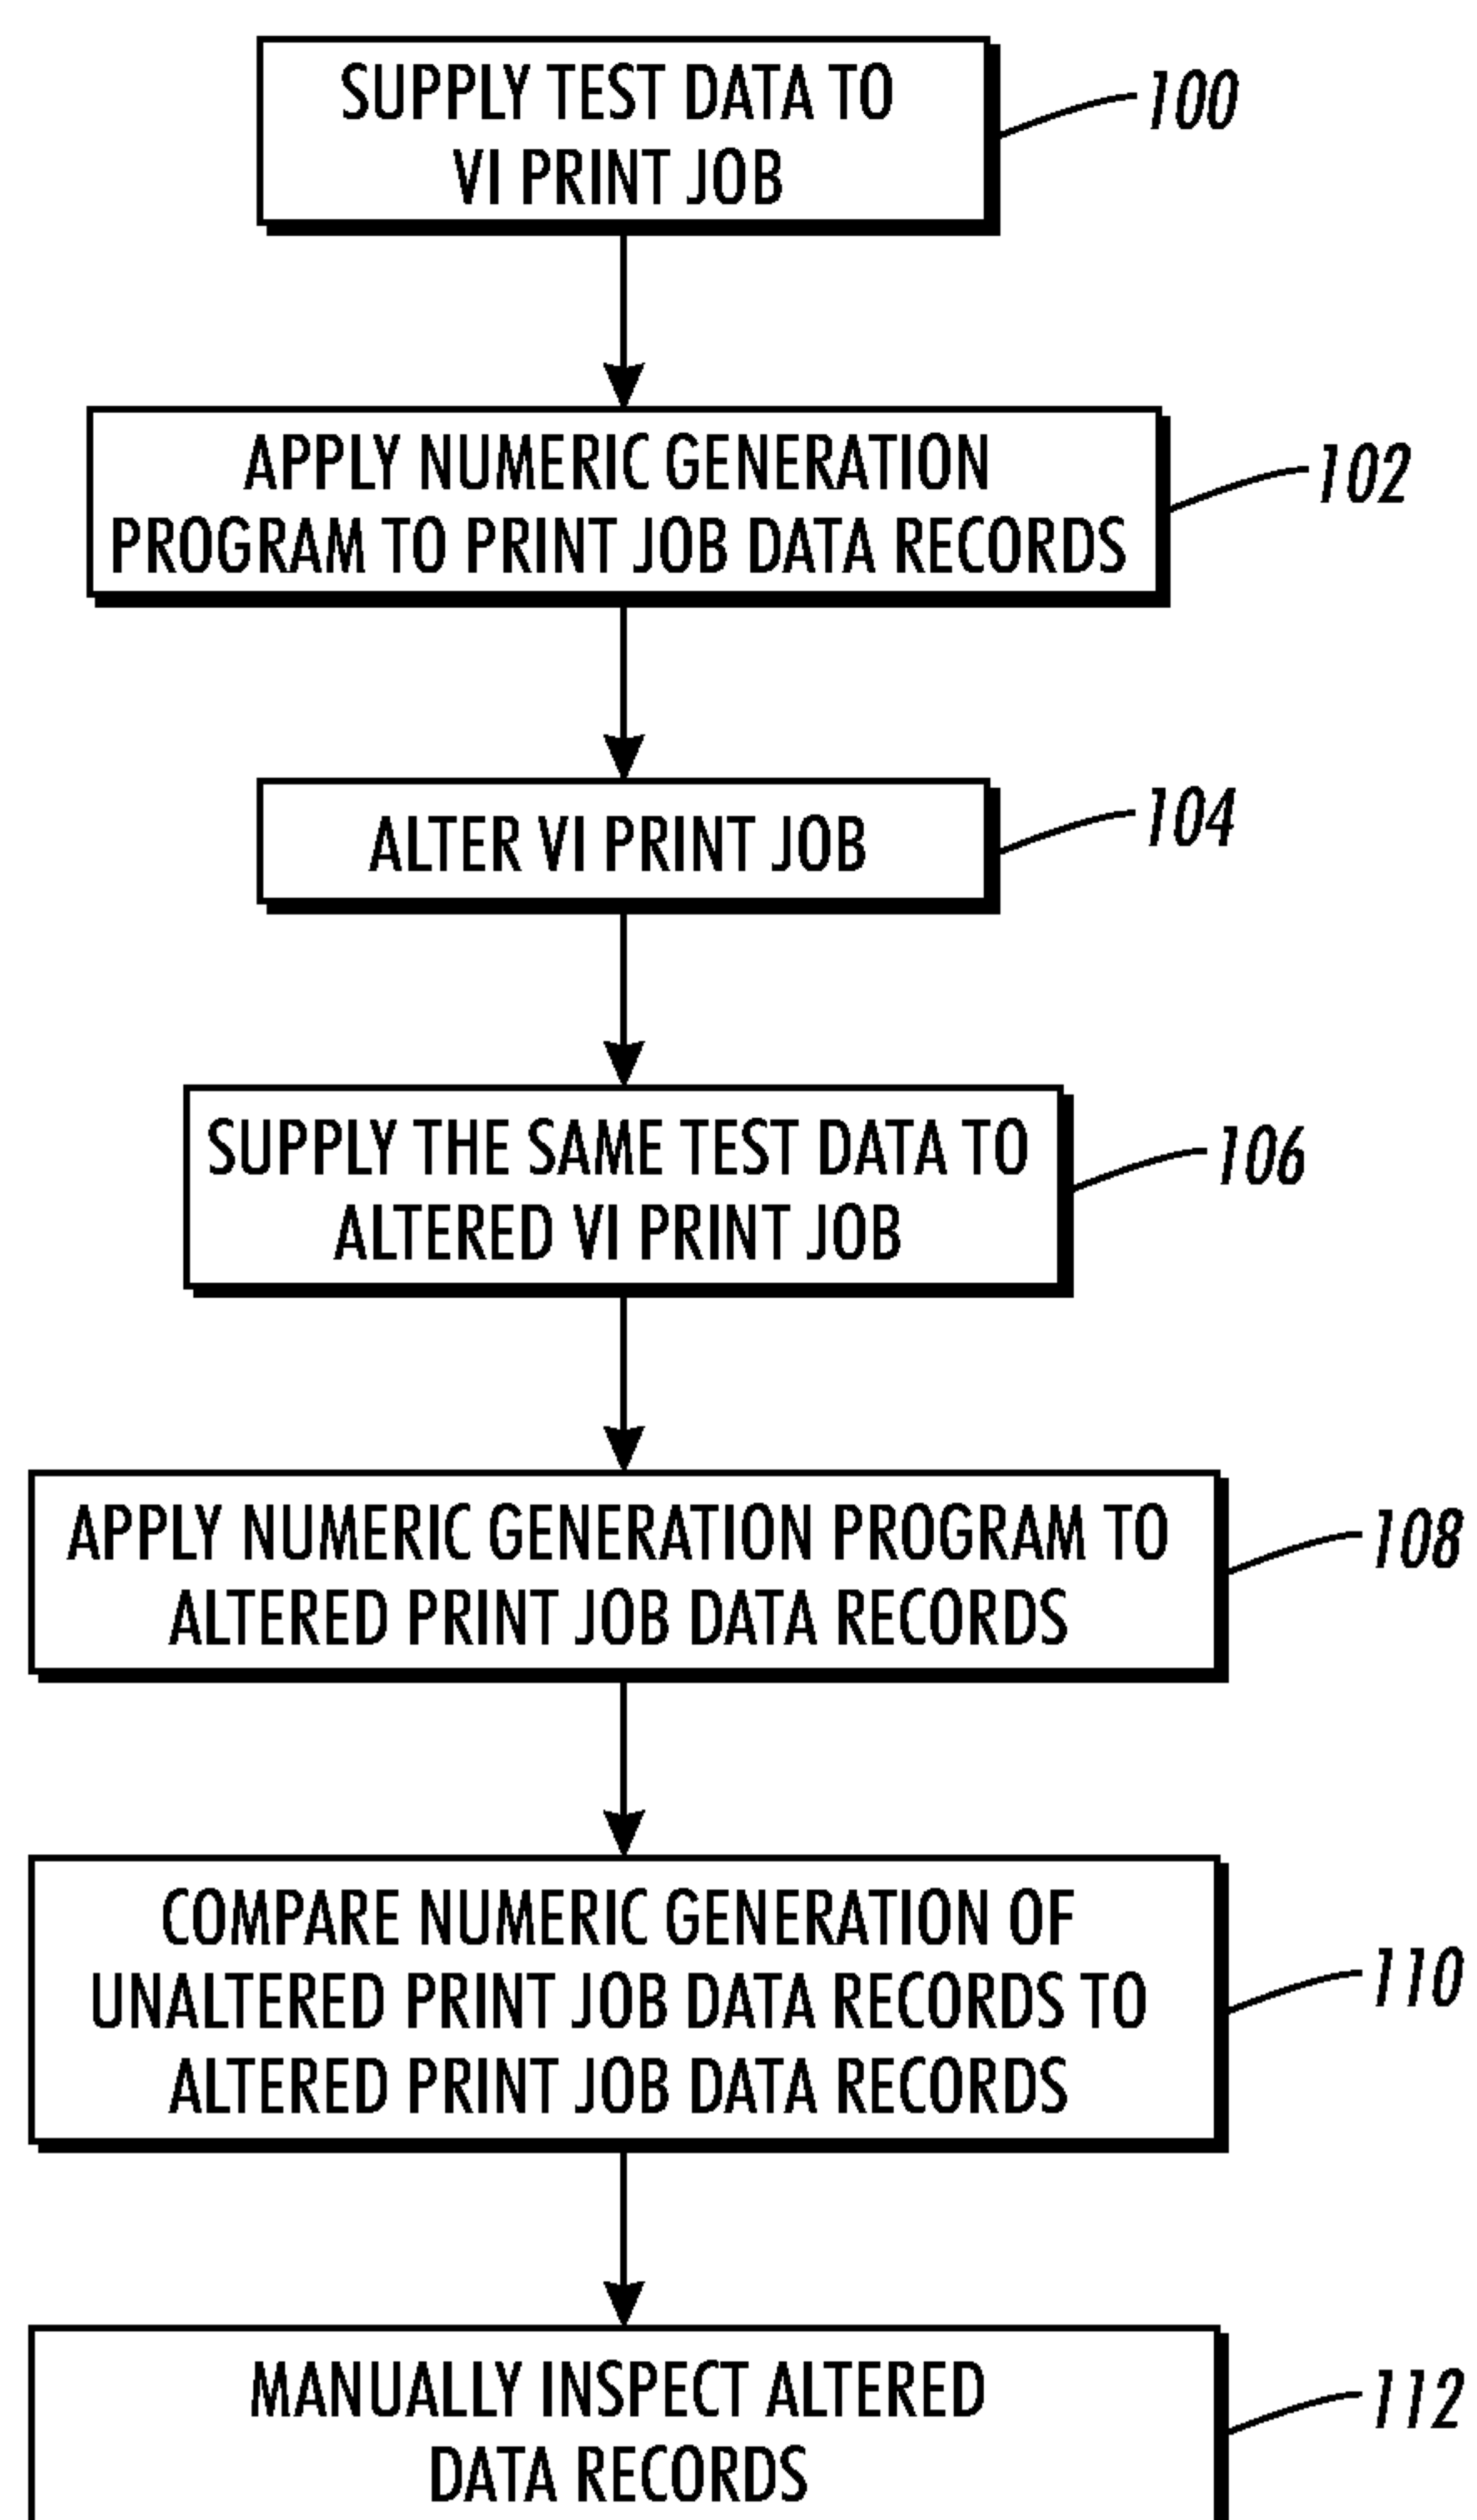 SUPPLY TEST DATA TO
VI PRINT JOB
100
APPLY NUMERIC GENERATION
PROGRAM TO PRINT JOB DATA RECORDS
102
ALTER VI PRINT JOB
104
SUPPLY THE SAME TEST DATA TO
ALTERED VI PRINT JOB
106
APPLY NUMERIC GENERATION PROGRAM TO
ALTERED PRINT JOB DATA RECORDS
108
COMPARE NUMERIC GENERATION OF
UNALTERED PRINT JOB DATA RECORDS TO
ALTERED PRINT JOB DATA RECORDS
110
MANUALLY INSPECT ALTERED
DATA RECORDS
112